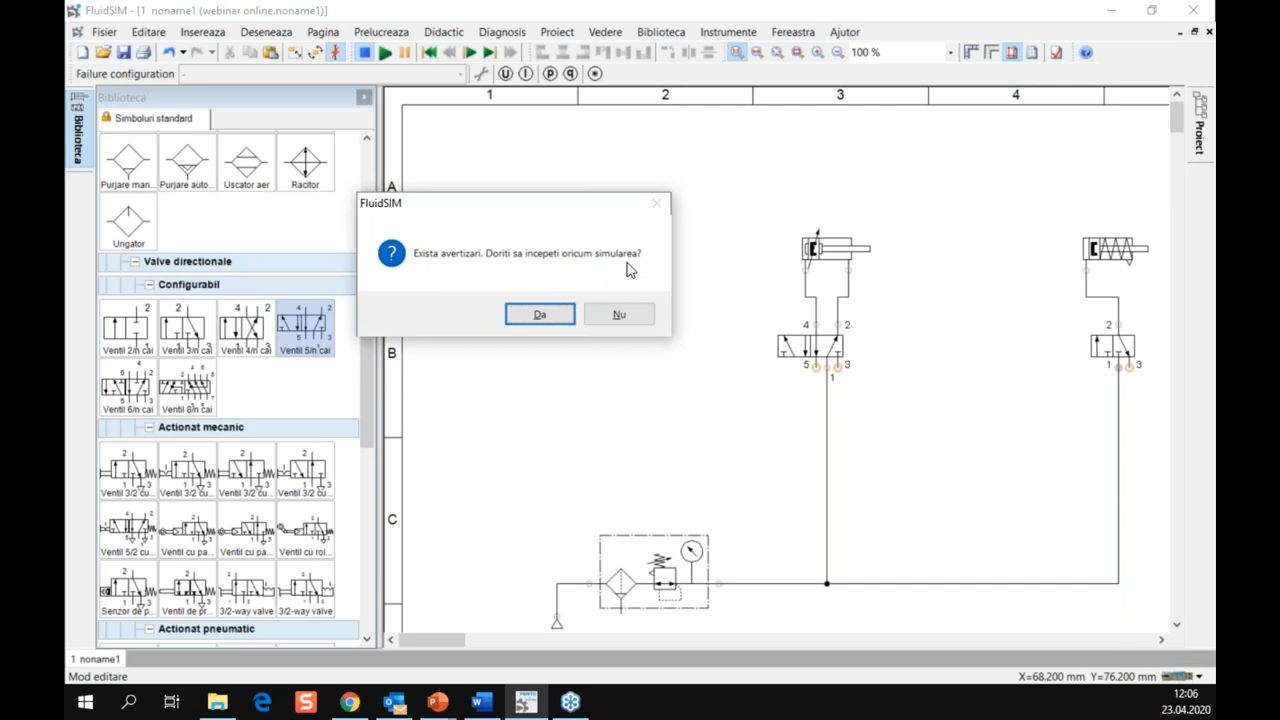 FluidSIM - [1 noname1 (webinar online.noname1)]
Fisier Editare Insereaza Deseneaza Pagina Prelucreaza Didactic Diagnosis Proiect Vedere Biblioteca Instrumente Fereastra Ajutor
100 %
Failure configuration -
Biblioteca
Simboluri standard
Biblioteca
Proiect
1 2 3 4
A
B
C
Purjare man... Purjare auto... Uscator aer Racitor
Ungator
Valve directionale
Configurabil
Ventil 2/n cai Ventil 3/n cai Ventil 4/n cai Ventil 5/n cai
Ventil 6/n cai Ventil 8/n cai
Actionat mecanic
Ventil 3/2 cu... Ventil 3/2 cu... Ventil 3/2 cu... Ventil 3/2 cu...
Ventil 5/2 cu... Ventil cu pa... Ventil cu pa... Ventil cu rol...
Senzor de p... Ventil de pr... 3/2-way valve 3/2-way valve
Actionat pneumatic
FluidSIM
Exista avertizari. Doriti sa incepeti oricum simularea?
Da Nu
4 2
5 3
1
2
1 3
1 noname1
Mod editare
X=68.200 mm Y=76.200 mm
12:06
23.04.2020